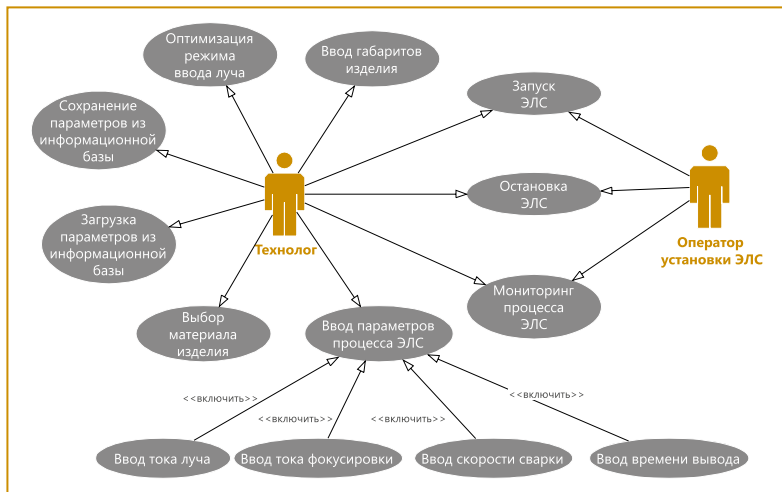 Оптимизация
режима
ввода луча
Ввод габаритов
изделия
Запуск
ЭЛС
Сохранение
параметров из
информационной
базы
Остановка
ЭЛС
Загрузка
параметров из
информационной
базы
Технолог
Оператор
установки ЭЛС
Мониторинг
процесса
ЭЛС
Выбор
материала
изделия
Ввод параметров
процесса ЭЛС
<<включить>>
<<включить>>
<<включить>>
<<включить>>
Ввод тока луча
Ввод тока фокусировки
Ввод скорости сварки
Ввод времени вывода